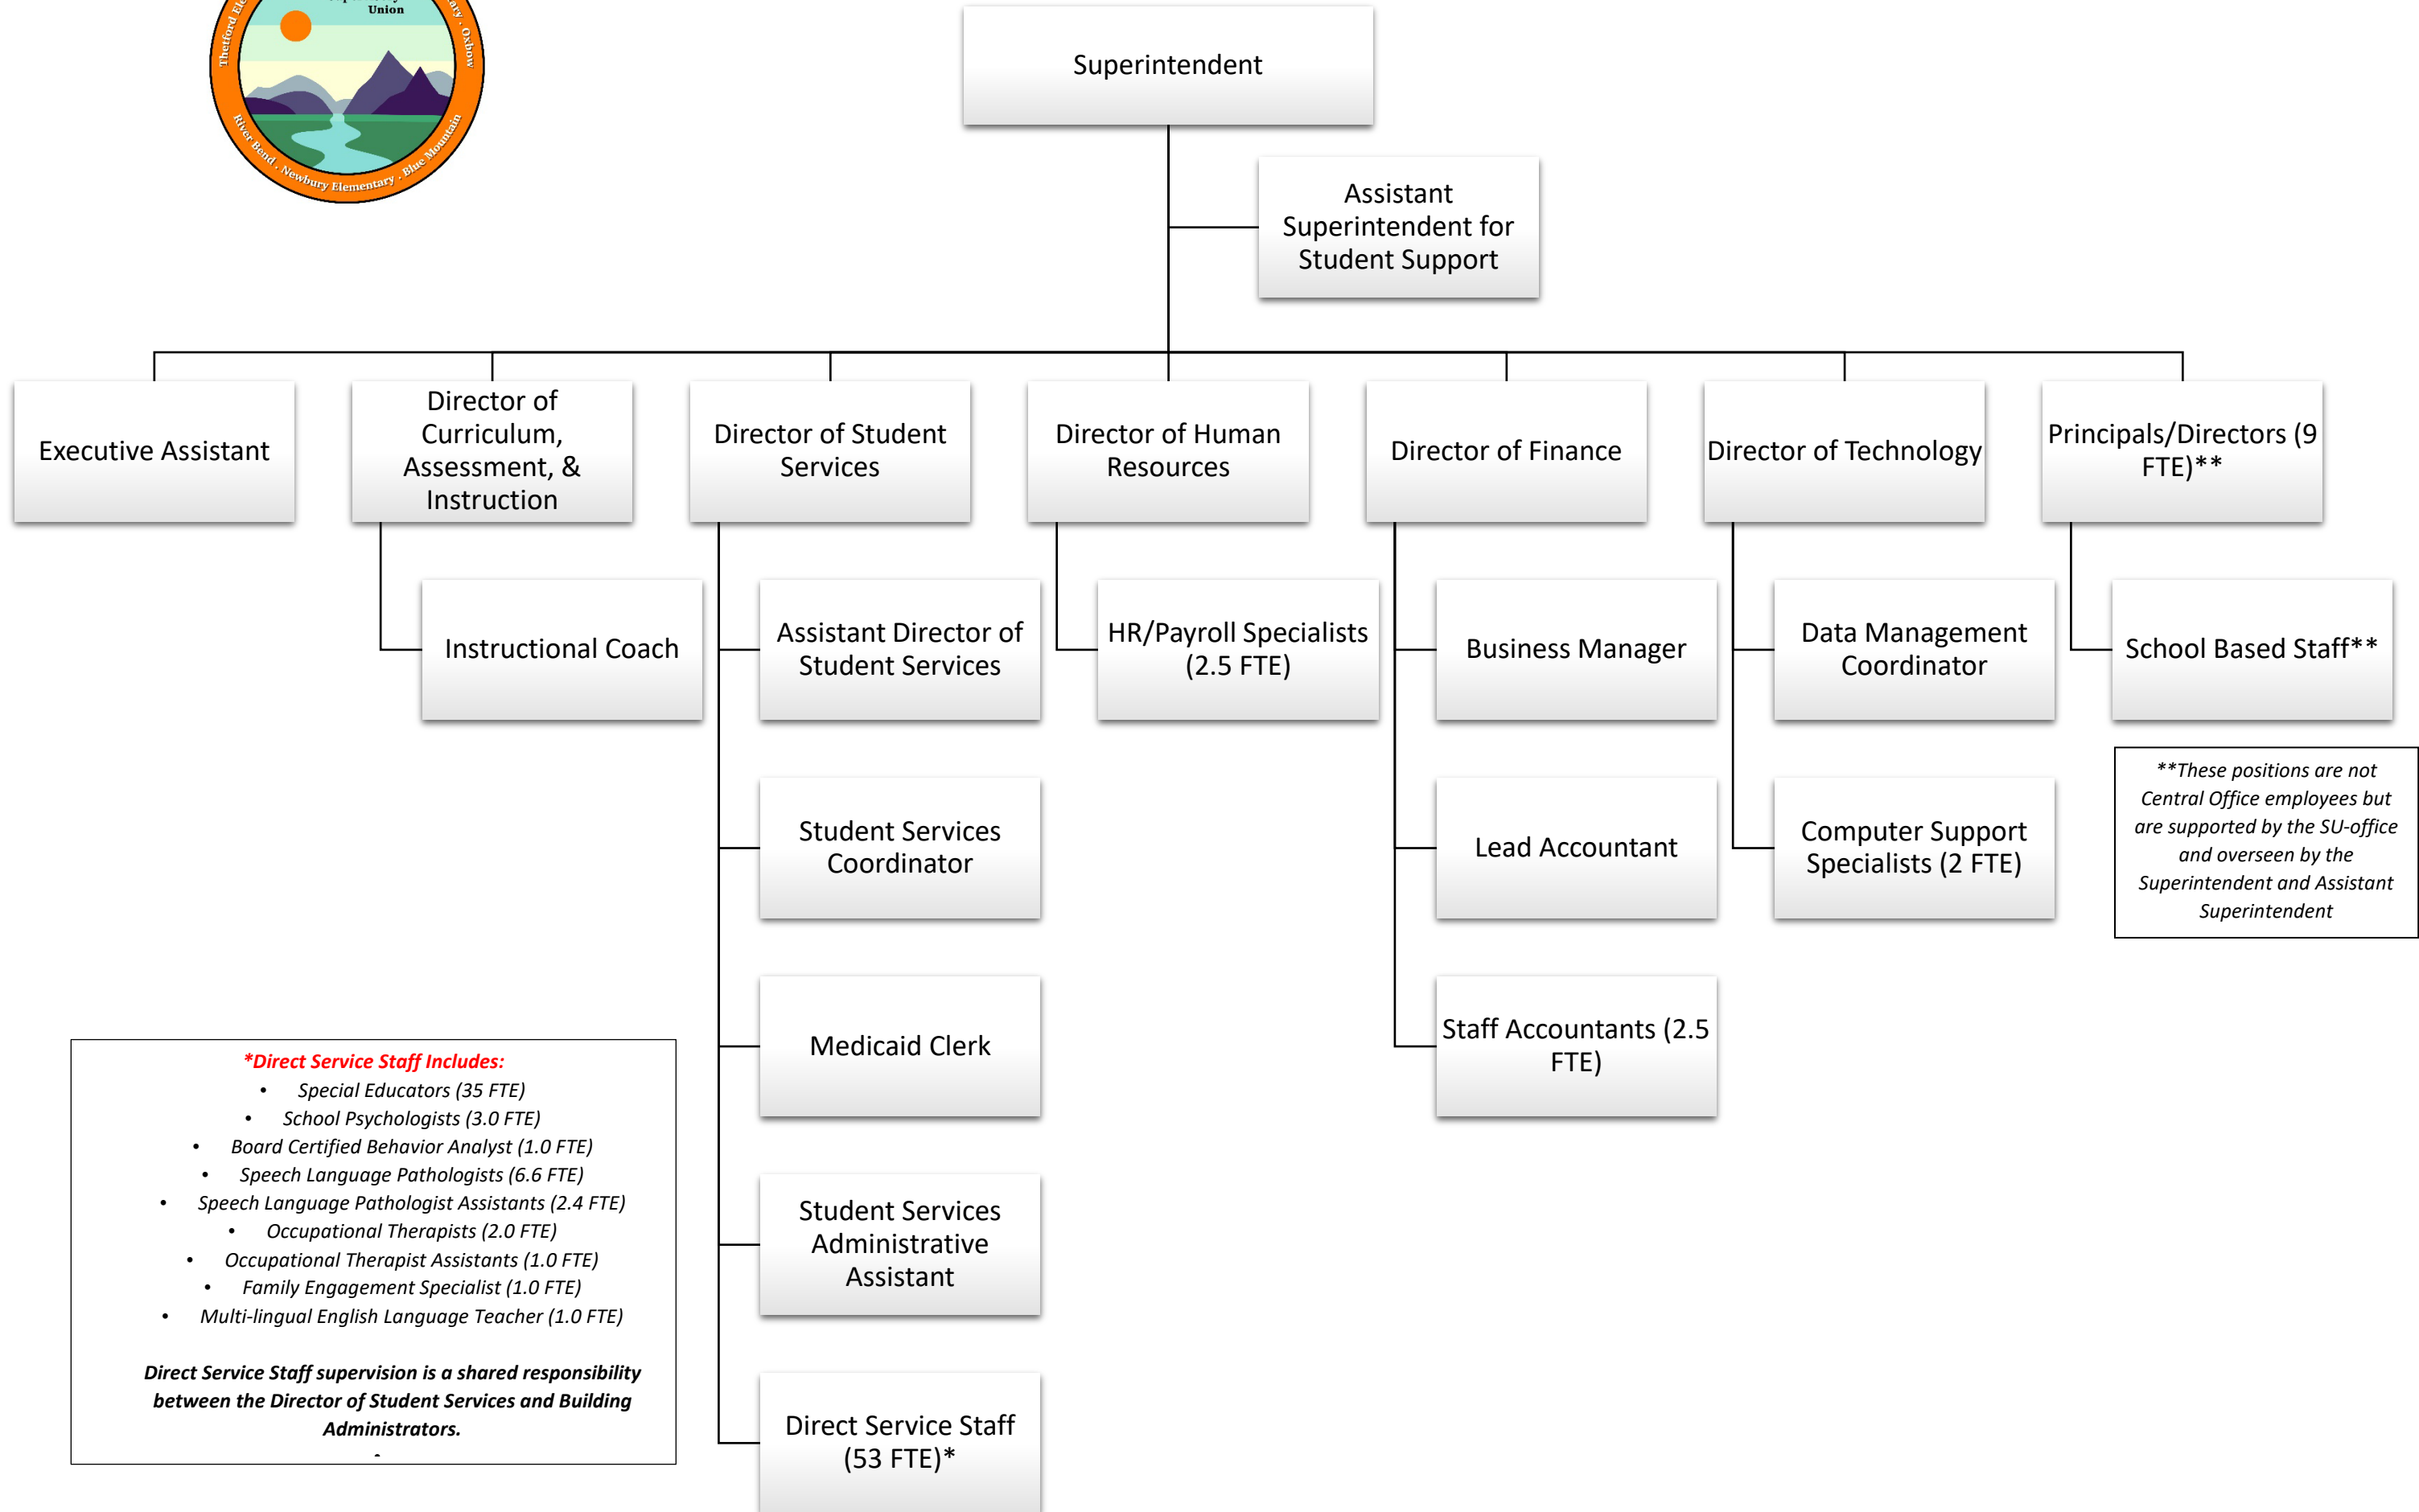 Union
Thetford Ele
. Oxbow
River Bend . Newbury Elementary . Blue Mountain
Superintendent
Assistant
Superintendent for
Student Support
Executive Assistant
Director of
Curriculum,
Assessment, &
Instruction
Director of Student
Services
Director of Human
Resources
Director of Finance
Director of Technology
Principals/Directors (9
FTE)**
Instructional Coach
Assistant Director of
Student Services
HR/Payroll Specialists
(2.5 FTE)
Business Manager
Data Management
Coordinator
School Based Staff**
Student Services
Coordinator
Lead Accountant
Computer Support
Specialists (2 FTE)
**These positions are not
Central Office employees but
are supported by the SU-office
and overseen by the
Superintendent and Assistant
Superintendent
Medicaid Clerk
Staff Accountants (2.5
FTE)
Student Services
Administrative
Assistant
Direct Service Staff
(53 FTE)*
*Direct Service Staff Includes:
• Special Educators (35 FTE)
• School Psychologists (3.0 FTE)
• Board Certified Behavior Analyst (1.0 FTE)
• Speech Language Pathologists (6.6 FTE)
• Speech Language Pathologist Assistants (2.4 FTE)
• Occupational Therapists (2.0 FTE)
• Occupational Therapist Assistants (1.0 FTE)
• Family Engagement Specialist (1.0 FTE)
• Multi-lingual English Language Teacher (1.0 FTE)
Direct Service Staff supervision is a shared responsibility
between the Director of Student Services and Building
Administrators.